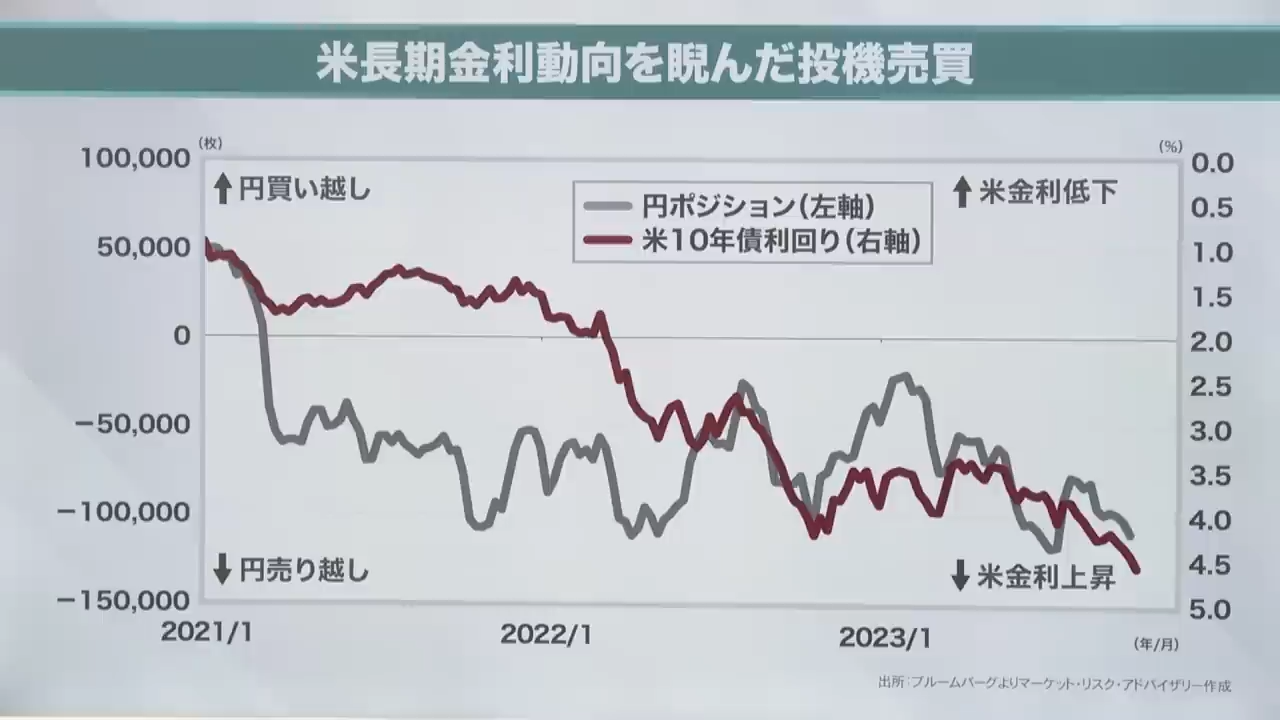 米長期金利動向を睨んだ投機売買
(枚)
(%)
100,000
50,000
0
−50,000
−100,000
−150,000
↑円買い越し
円ポジション(左軸)
米10年債利回り(右軸)
↑米金利低下
↓円売り越し
↓米金利上昇
0.0
0.5
1.0
1.5
2.0
2.5
3.0
3.5
4.0
4.5
5.0
2021/1
2022/1
2023/1
(年/月)
出所:ブルームバーグよりマーケット・リスク・アドバイザリー作成